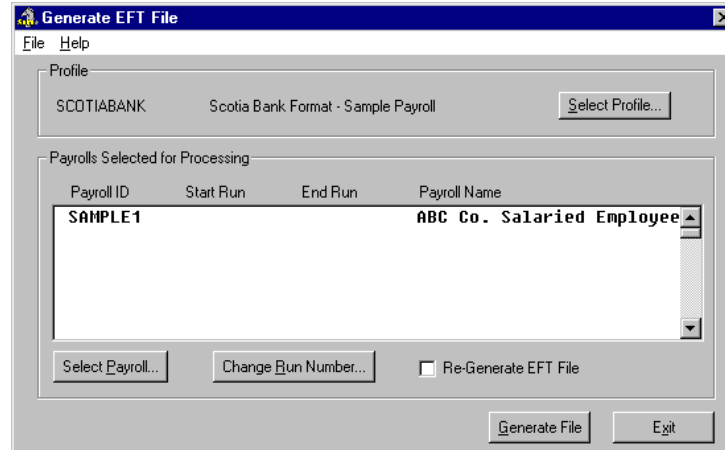 Generate EFT File
File Help
Profile
SCOTIABANK Scotia Bank Format - Sample Payroll Select Profile...
Payrolls Selected for Processing
Payroll ID Start Run End Run Payroll Name
SAMPLE1 ABC Co. Salaried Employee
Select Payroll... Change Run Number... Re-Generate EFT File
Generate File Exit